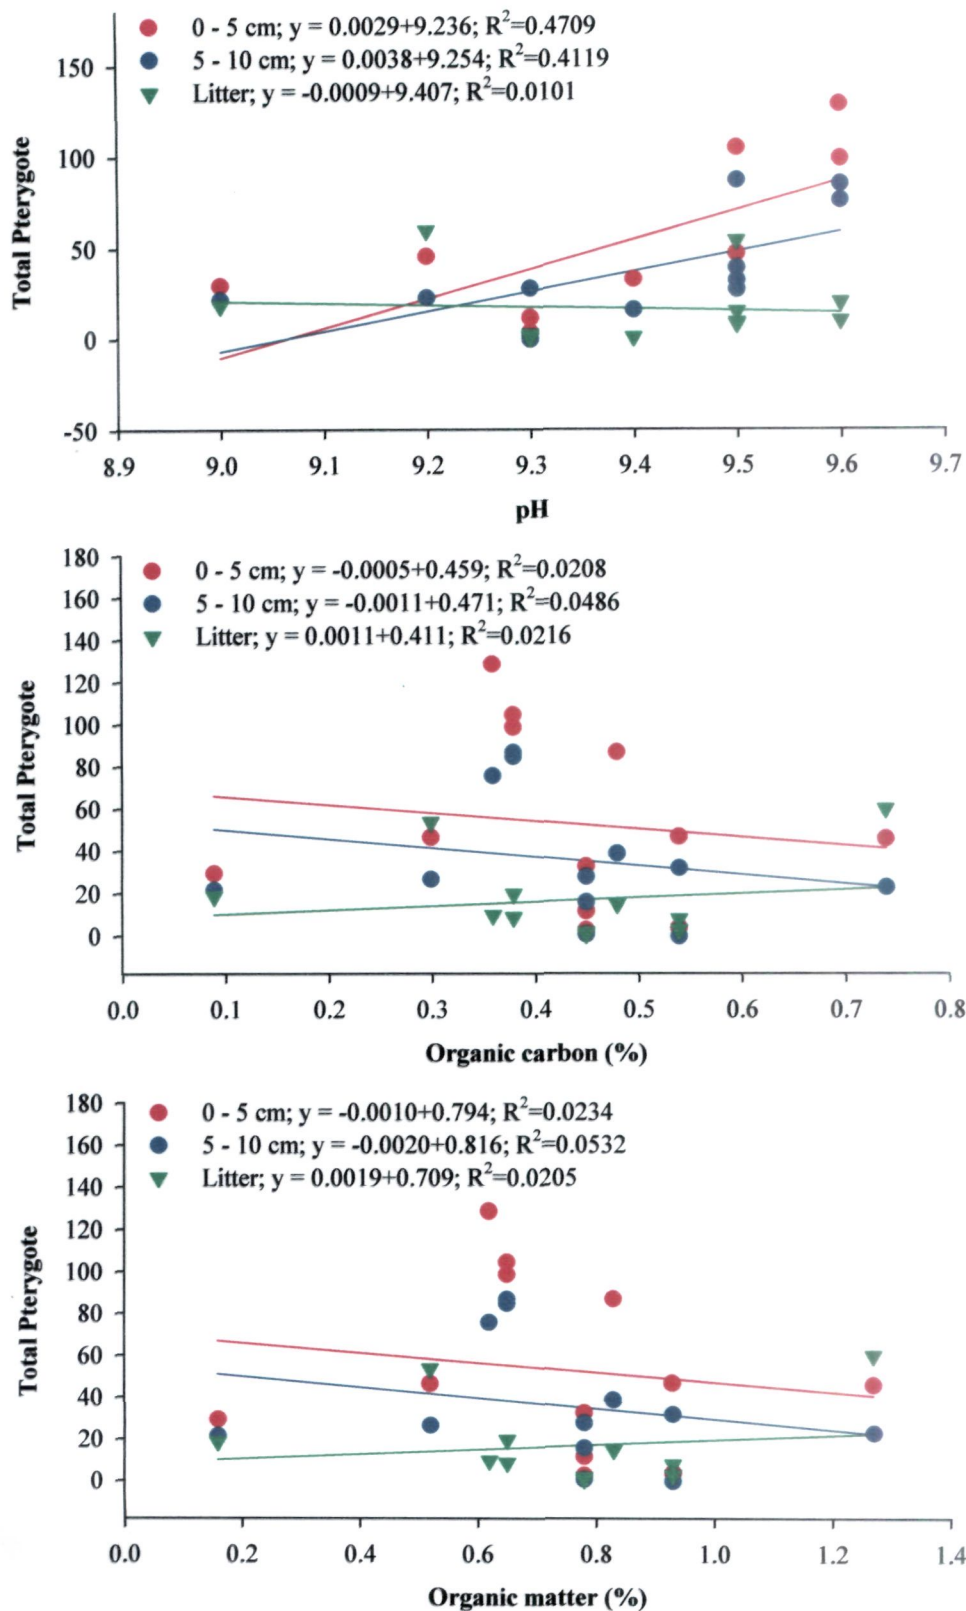 0 - 5 cm; y = 0.0029+9.236; R²=0.4709
5 - 10 cm; y = 0.0038+9.254; R²=0.4119
Litter; y = -0.0009+9.407; R²=0.0101
Total Pterygote
150
100
50
0
-50
8.9 9.0 9.1 9.2 9.3 9.4 9.5 9.6 9.7
pH
0 - 5 cm; y = -0.0005+0.459; R²=0.0208
5 - 10 cm; y = -0.0011+0.471; R²=0.0486
Litter; y = 0.0011+0.411; R²=0.0216
Total Pterygote
180
160
140
120
100
80
60
40
20
0
0.0 0.1 0.2 0.3 0.4 0.5 0.6 0.7 0.8
Organic carbon (%)
0 - 5 cm; y = -0.0010+0.794; R²=0.0234
5 - 10 cm; y = -0.0020+0.816; R²=0.0532
Litter; y = 0.0019+0.709; R²=0.0205
Total Pterygote
180
160
140
120
100
80
60
40
20
0
0.0 0.2 0.4 0.6 0.8 1.0 1.2 1.4
Organic matter (%)